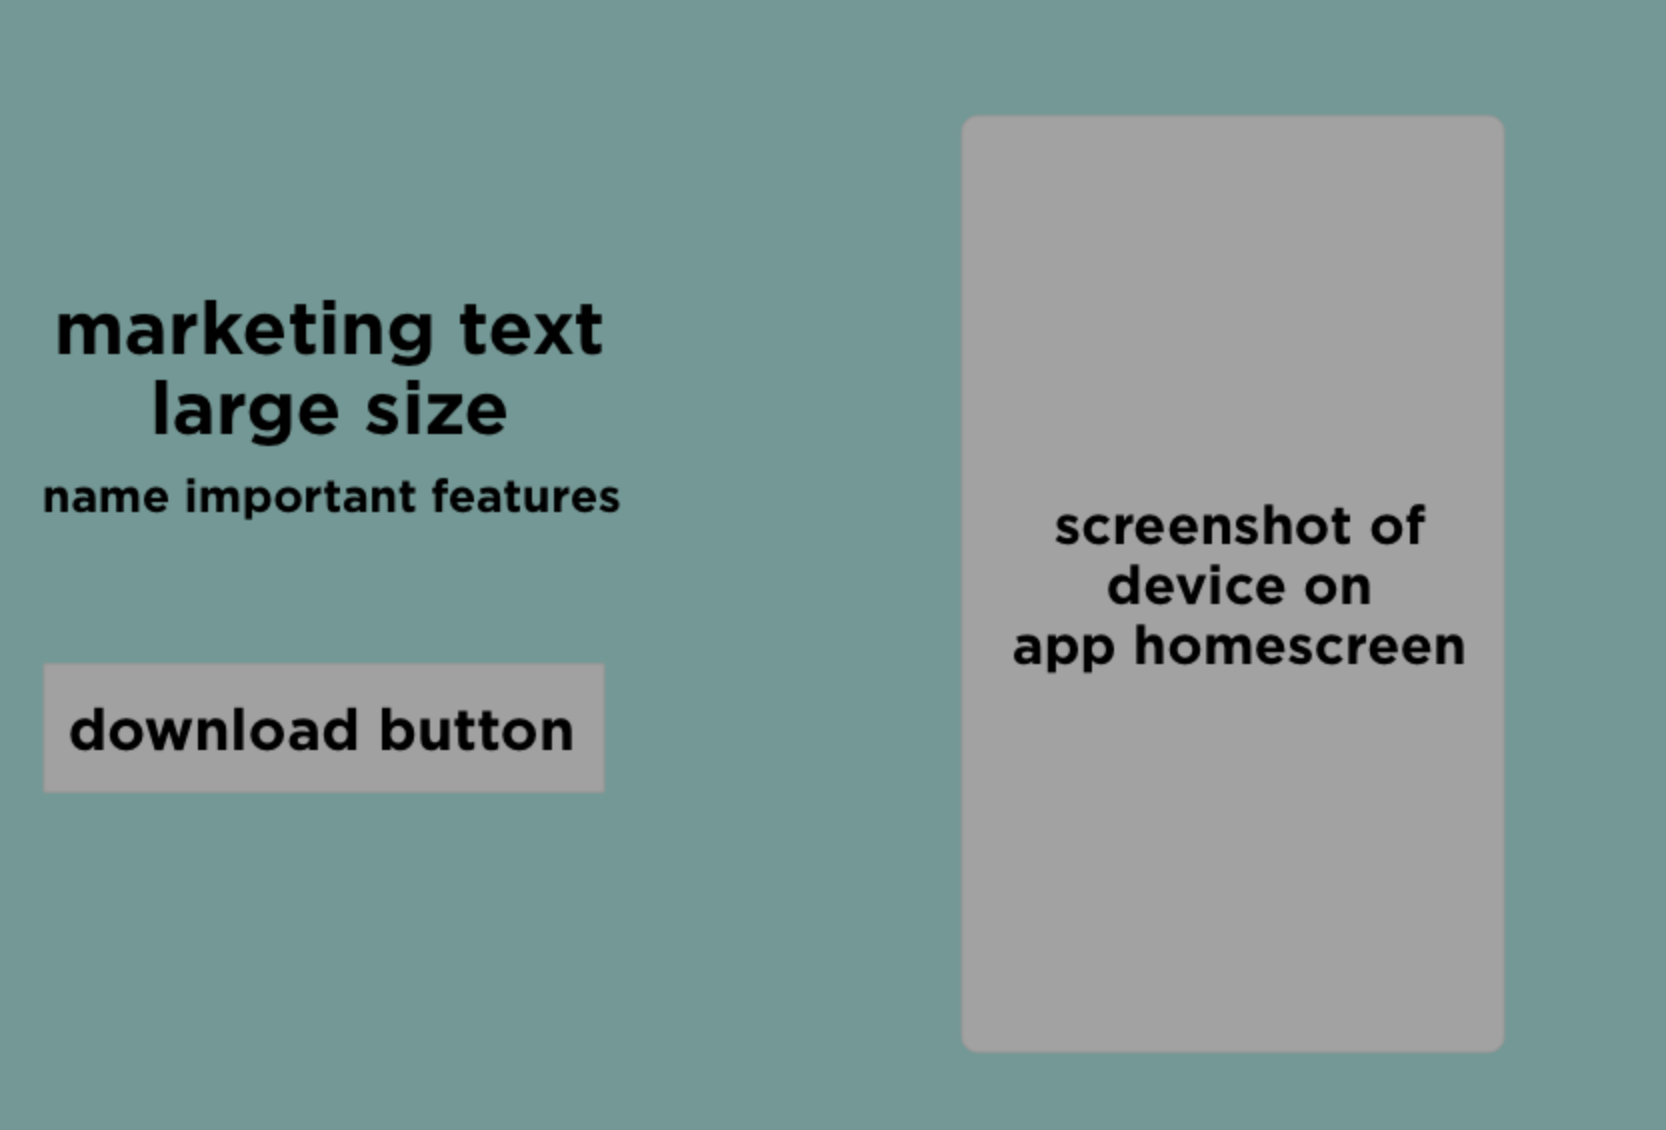 marketing text
large size
name important features
download button
screenshot of
device on
app homescreen